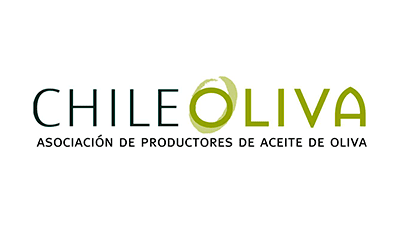 CHILEOLIVA
ASOCIACIÓN DE PRODUCTORES DE ACEITE DE OLIVA